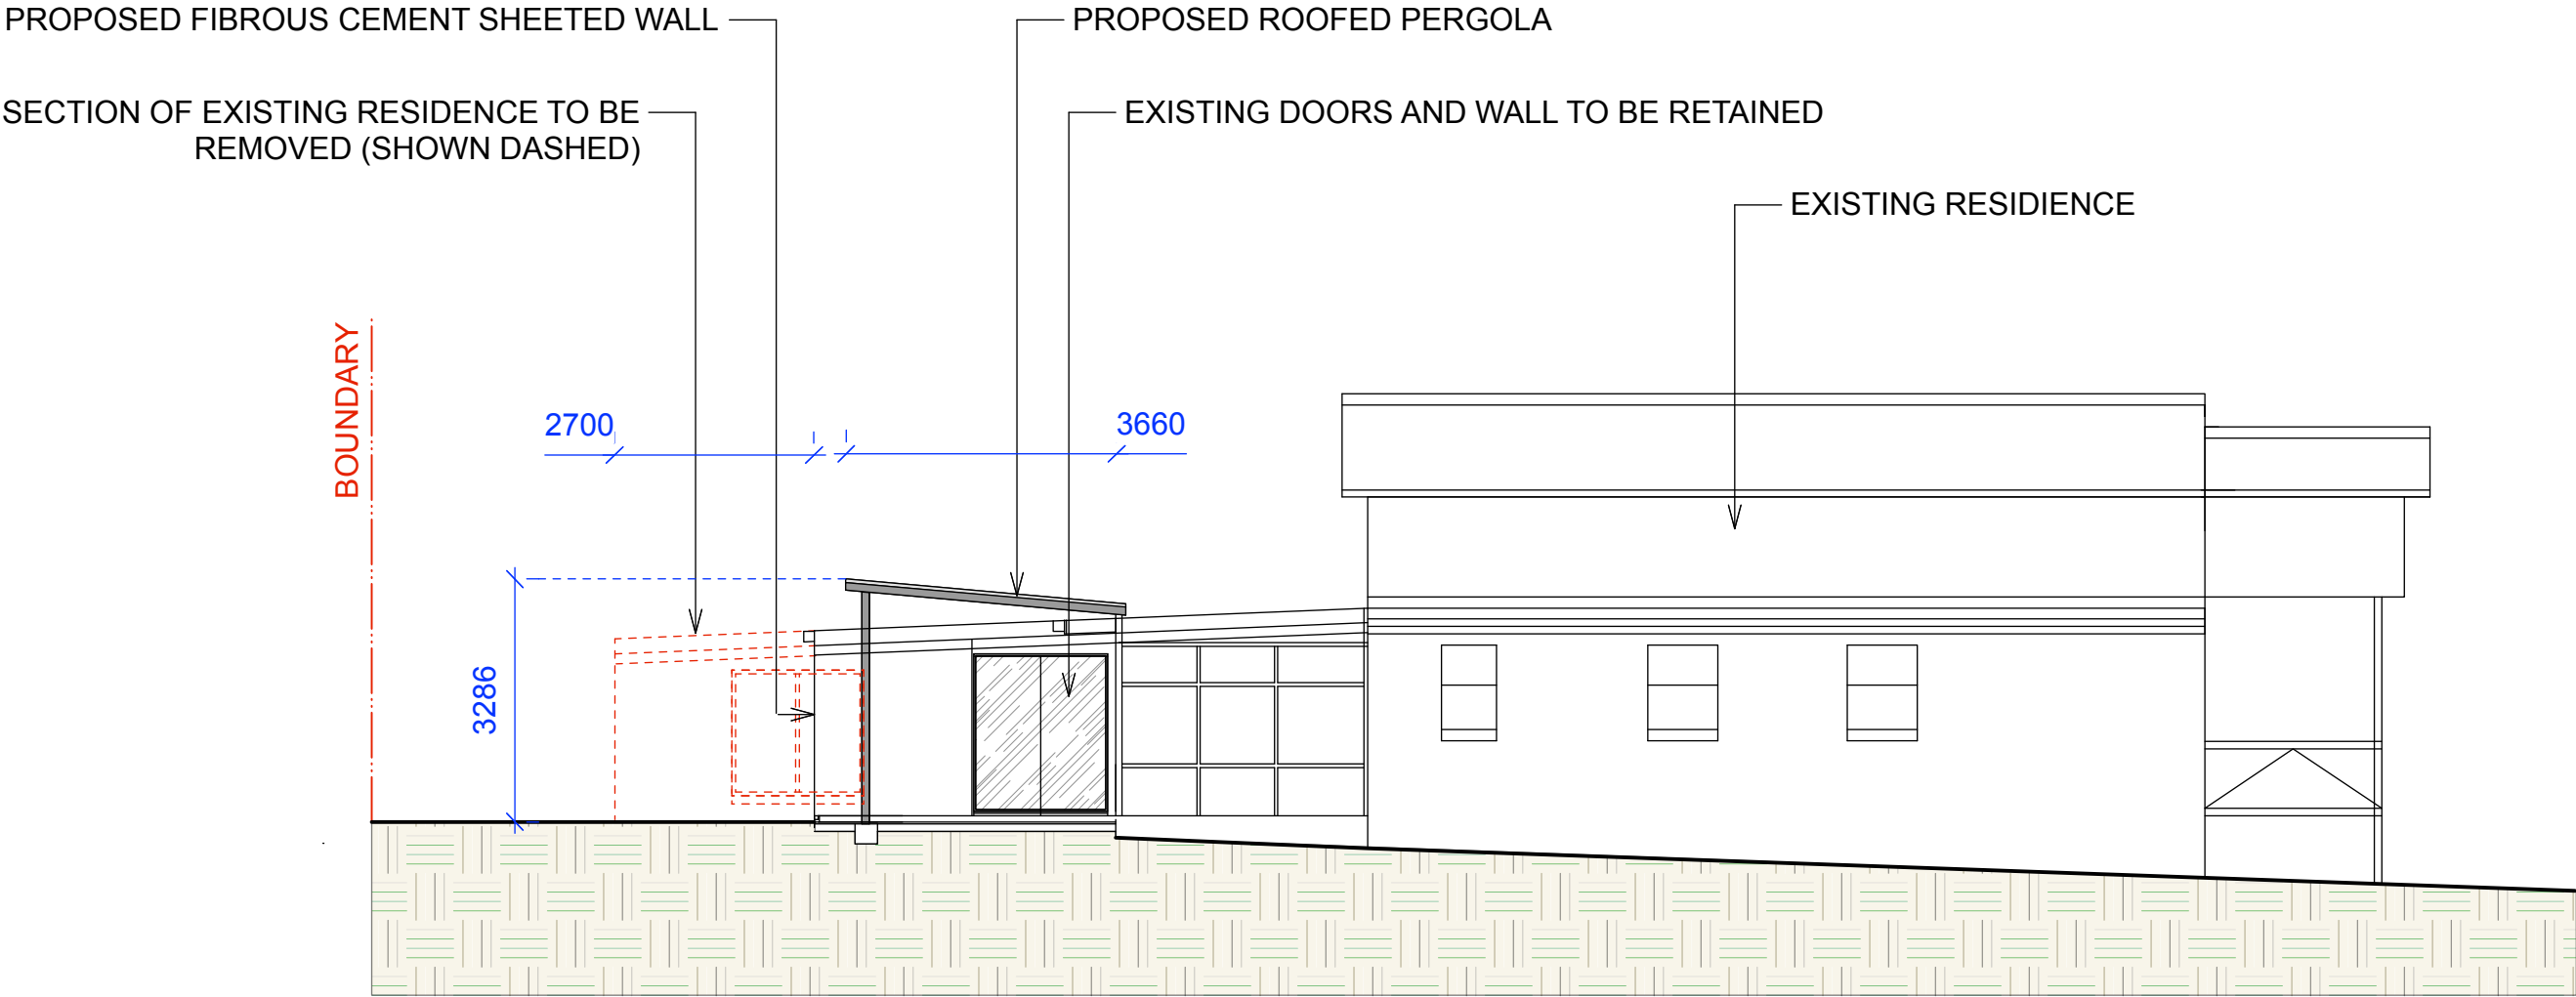 PROPOSED FIBROUS CEMENT SHEETED WALL
PROPOSED ROOFED PERGOLA
SECTION OF EXISTING RESIDENCE TO BE
REMOVED (SHOWN DASHED)
EXISTING DOORS AND WALL TO BE RETAINED
EXISTING RESIDIENCE
BOUNDARY
2700
3660
3286